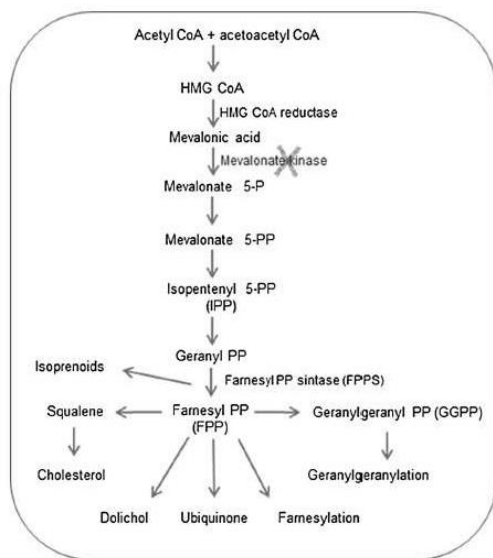 Acetyl CoA + acetoacetyl CoA
HMG CoA
HMG CoA reductase
Mevalonic acid
Mevalonate kinase
Mevalonate 5-P
Mevalonate 5-PP
Isopentenyl 5-PP
(IPP)
Geranyl PP
Isoprenoids
Farnesyl PP sintase (FPPS)
Squalene
Farnesyl PP
(FPP)
Geranylgeranyl PP (GGPP)
Cholesterol
Geranylgeranylation
Dolichol
Ubiquinone
Farnesylation